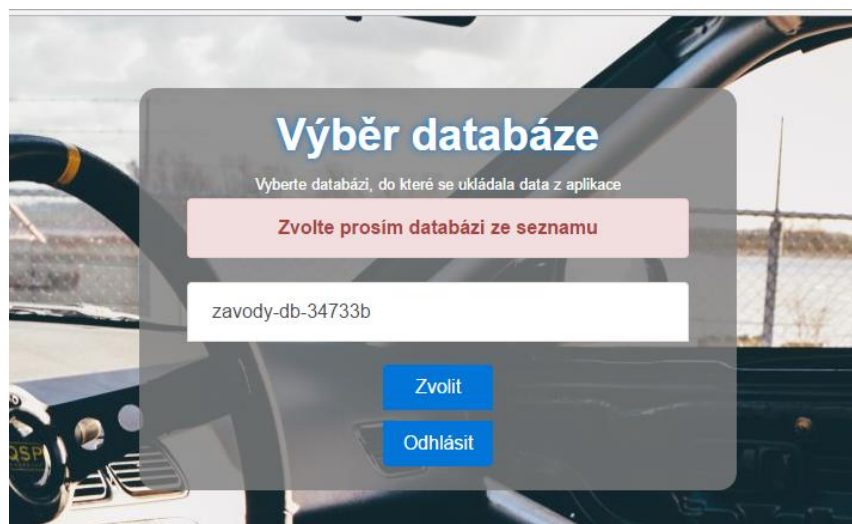 Výběr databáze
Vyberte databázi, do které se ukládala data z aplikace
Zvolte prosím databázi ze seznamu
zavody-db-34733b
Zvolit
Odhlásit
QSP